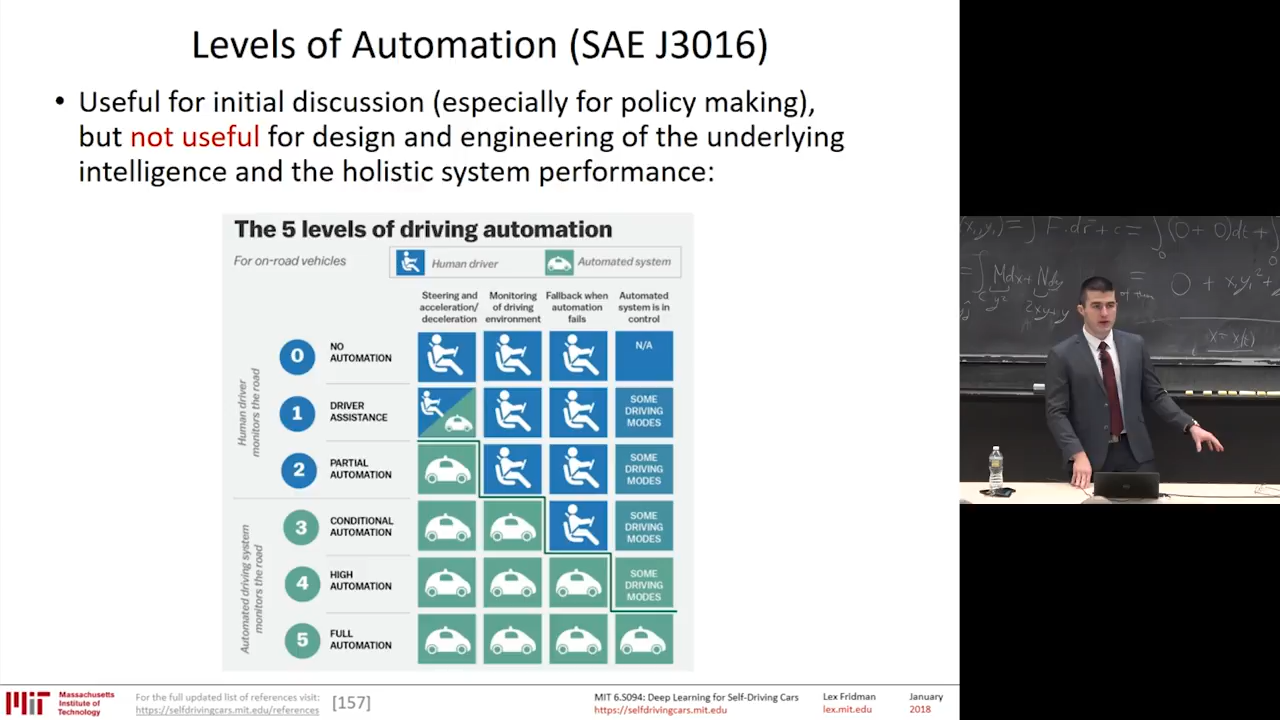 Levels of Automation (SAE J3016)
• Useful for initial discussion (especially for policy making),
but not useful for design and engineering of the underlying
intelligence and the holistic system performance:
The 5 levels of driving automation
For on-road vehicles
Human driver
Automated system
Steering and
acceleration/
deceleration
Monitoring
of driving
environment
Fallback when
automation
fails
Automated
system is in
control
Human driver
monitors the road
0
NO
AUTOMATION
N/A
1
DRIVER
ASSISTANCE
SOME
DRIVING
MODES
2
PARTIAL
AUTOMATION
SOME
DRIVING
MODES
Automated driving system
monitors the road
3
CONDITIONAL
AUTOMATION
SOME
DRIVING
MODES
4
HIGH
AUTOMATION
SOME
DRIVING
MODES
5
FULL
AUTOMATION
MIT
Massachusetts
Institute of
Technology
For the full updated list of references visit:
https://selfdrivingcars.mit.edu/references
[157]
MIT 6.S094: Deep Learning for Self-Driving Cars
https://selfdrivingcars.mit.edu
Lex Fridman
lex.mit.edu
January
2018